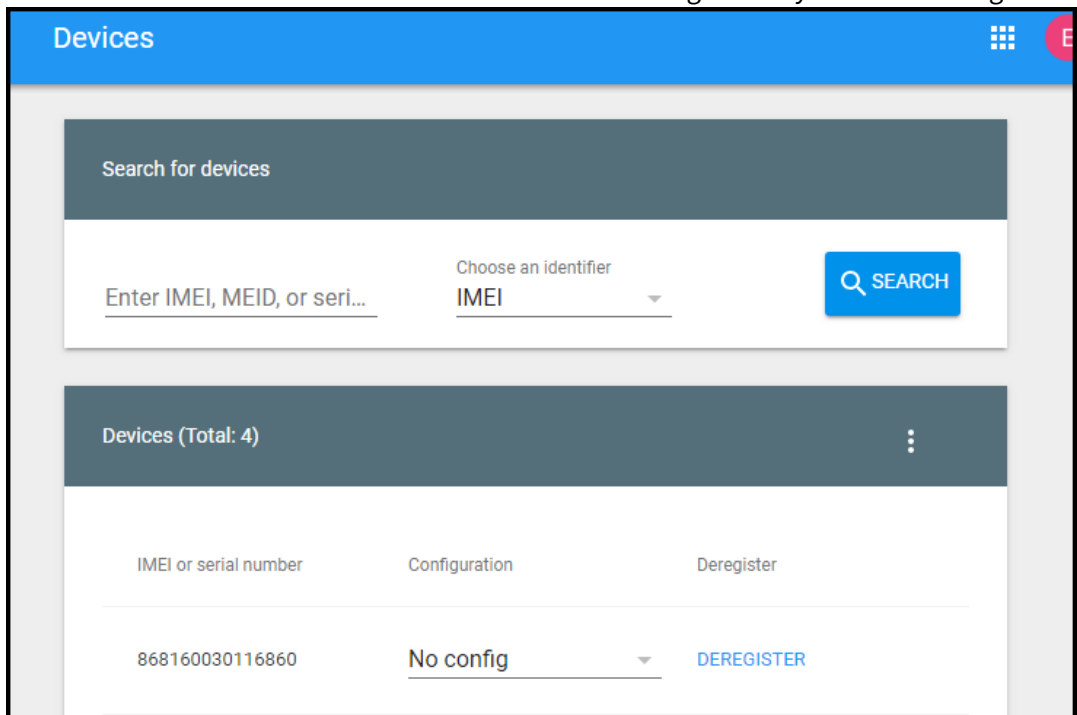 Devices
E
Search for devices
Choose an identifier
Enter IMEI, MEID, or seri... IMEI SEARCH
Devices (Total: 4)
IMEI or serial number Configuration Deregister
868160030116860 No config DEREGISTER